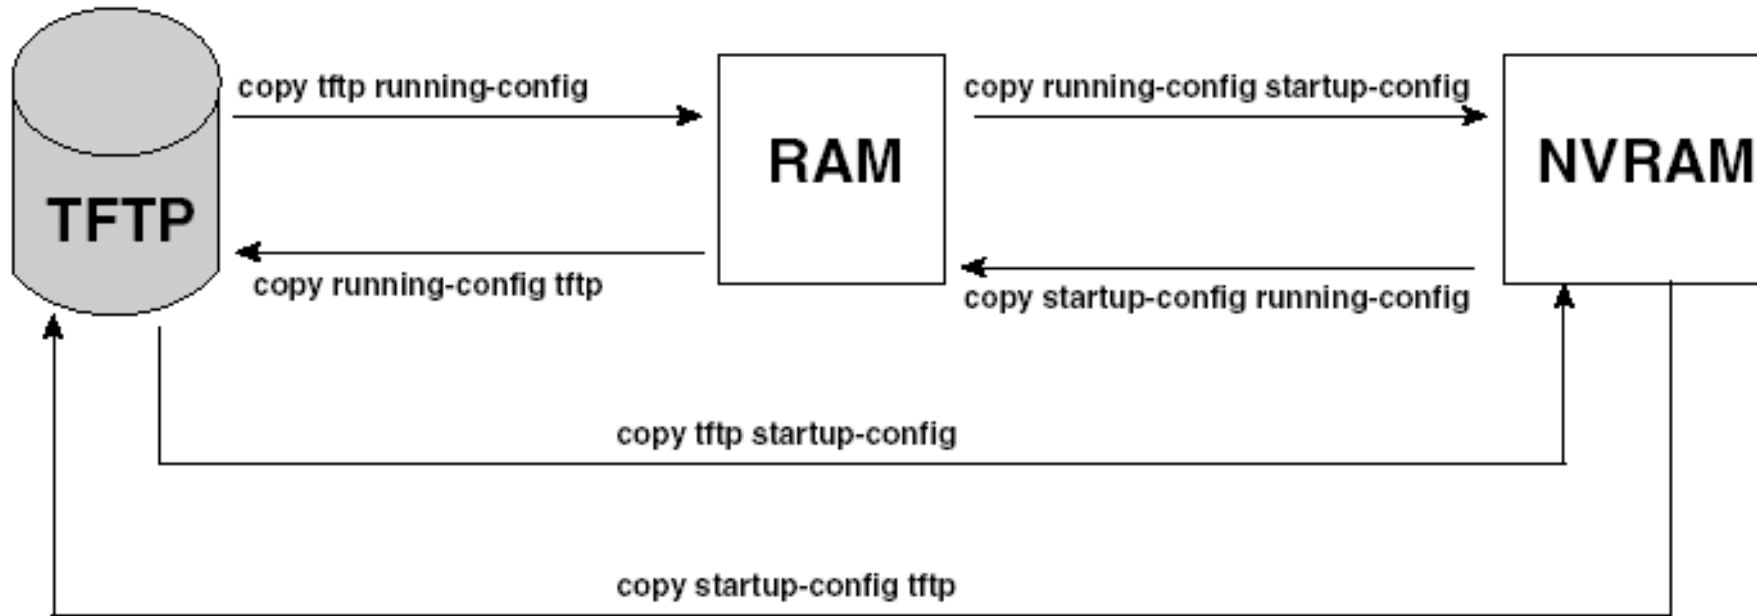 copy tftp running-config
copy running-config startup-config
TFTP
RAM
NVRAM
copy running-config tftp
copy startup-config running-config
copy tftp startup-config
copy startup-config tftp